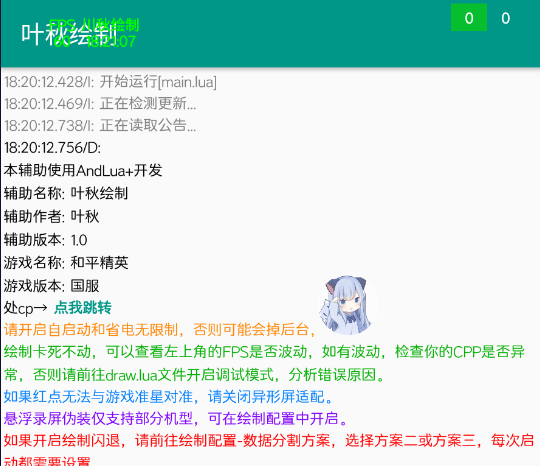 叶秋绘制
FPS 川秋绘制
60 18:21:07
0 0
18:20:12.428/I: 开始运行[main.lua]
18:20:12.469/I: 正在检测更新...
18:20:12.738/I: 正在读取公告...
18:20:12.756/D:
本辅助使用AndLua+开发
辅助名称: 叶秋绘制
辅助作者: 叶秋
辅助版本: 1.0
游戏名称: 和平精英
游戏版本: 国服
处cp→ 点我跳转
请开启自启动和省电无限制，否则可能会掉后台，
绘制卡死不动，可以查看左上角的FPS是否波动，如有波动，检查你的CPP是否异
常，否则请前往draw.lua文件开启调试模式，分析错误原因。
如果红点无法与游戏准星对准，请关闭异形屏适配。
悬浮录屏伪装仅支持部分机型，可在绘制配置中开启。
如果开启绘制闪退，请前往绘制配置-数据分割方案，选择方案二或方案三，每次启
动都需要设置